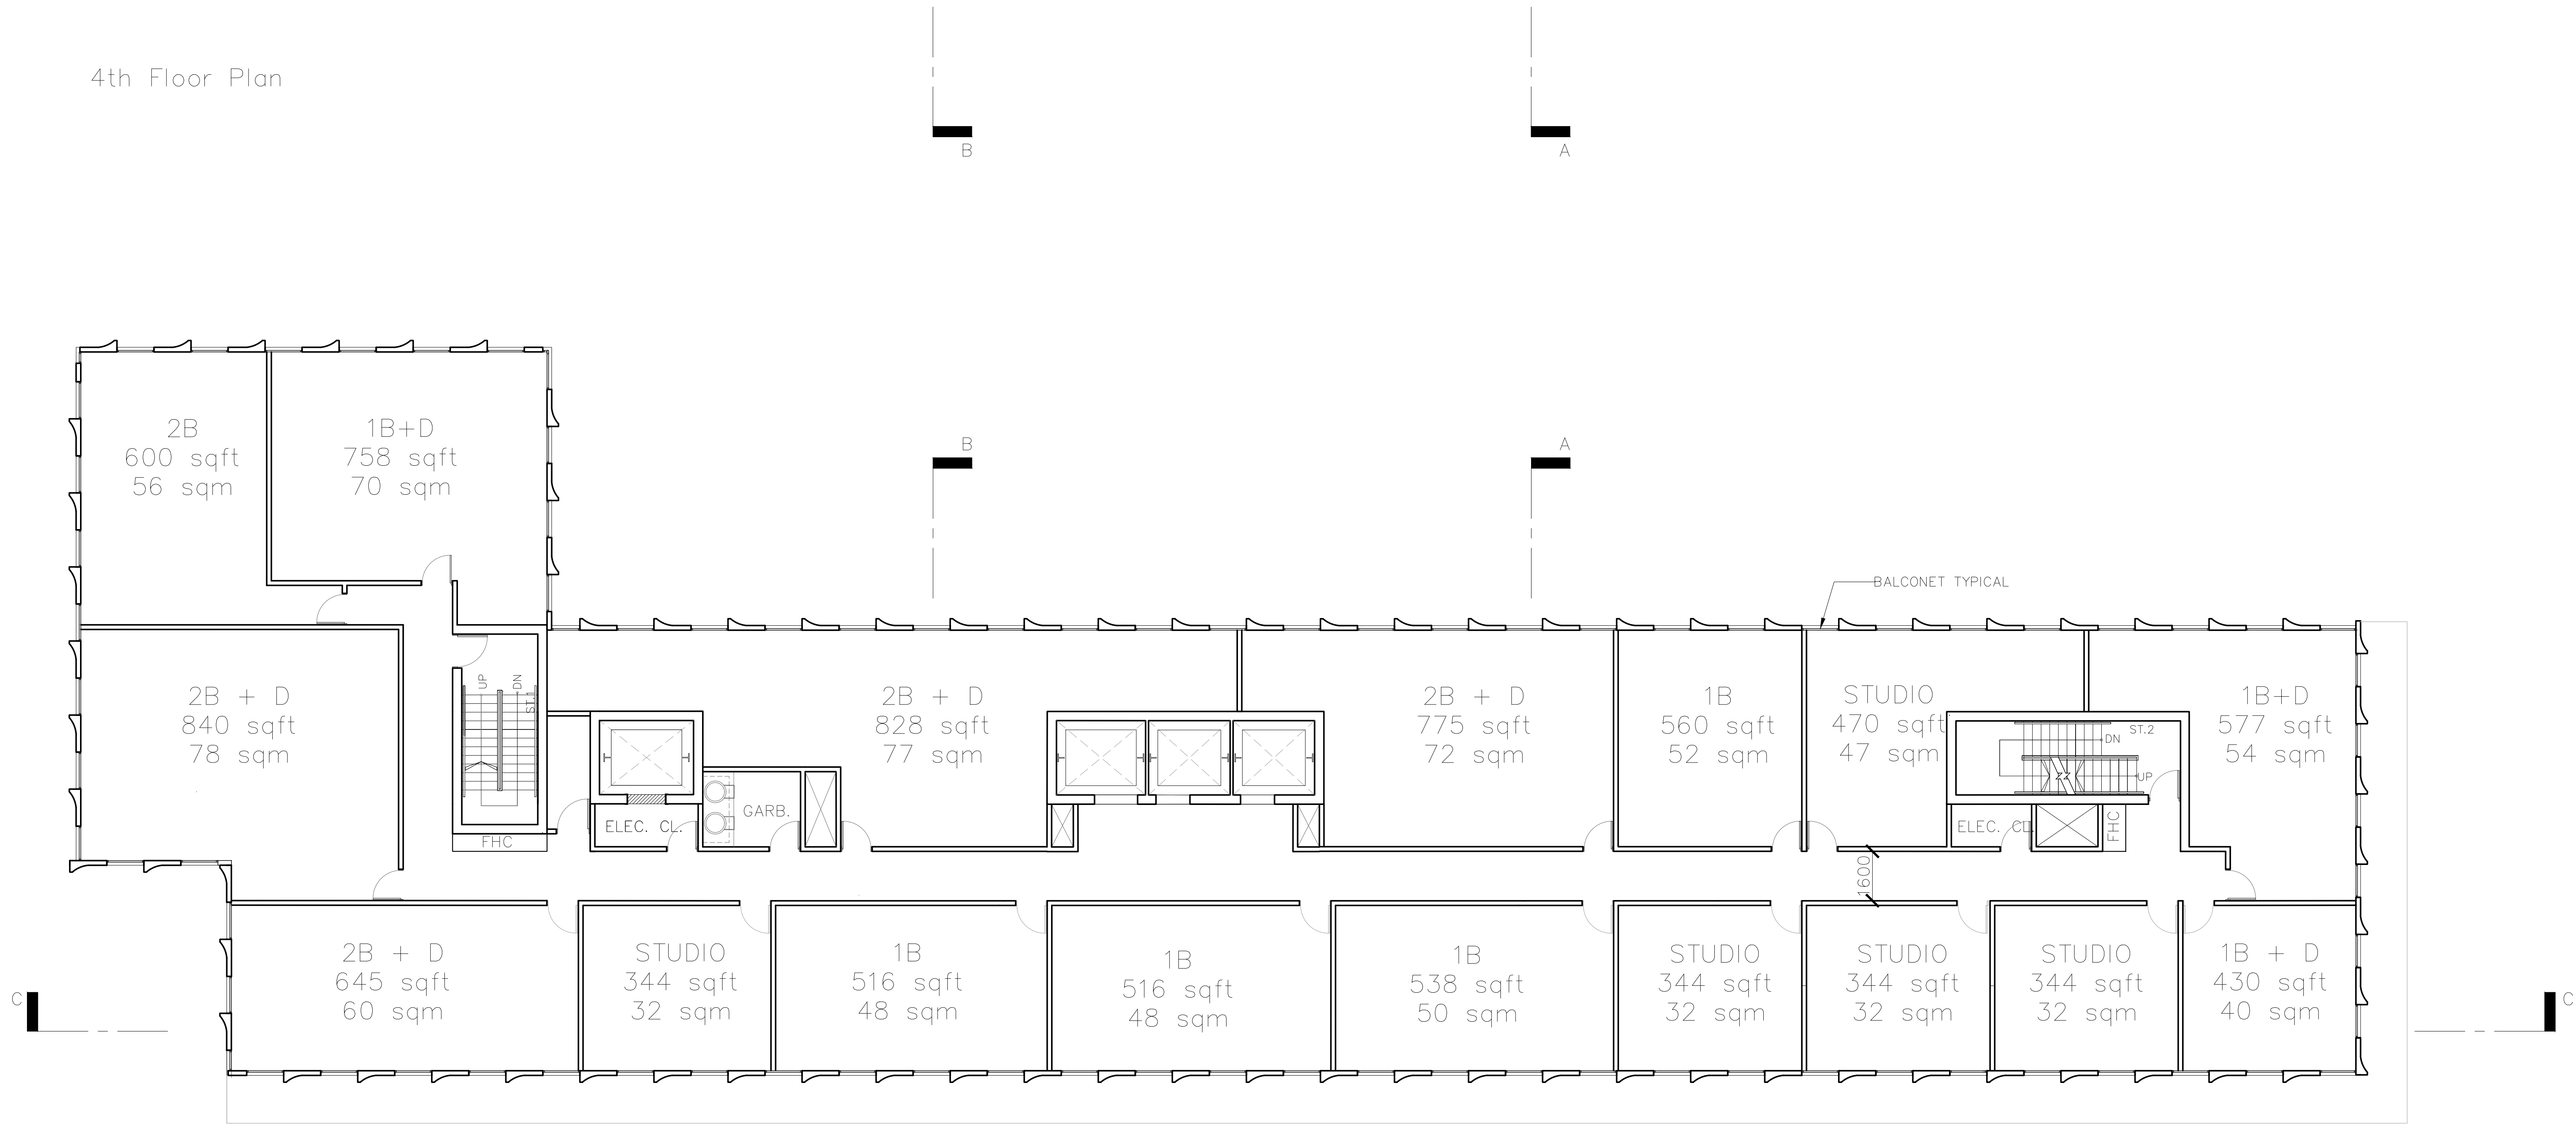 4th Floor Plan
B
A
B
A
2B
600 sqft
56 sqm
1B+D
758 sqft
70 sqm
BALCONET TYPICAL
2B + D
840 sqft
78 sqm
UP
DN
ST.1
FHC
ELEC. CL.
GARB.
2B + D
828 sqft
77 sqm
2B + D
775 sqft
72 sqm
1B
560 sqft
52 sqm
STUDIO
470 sqft
47 sqm
ST.2
DN
UP
1B+D
577 sqft
54 sqm
ELEC. CL.
FHC
1600
2B + D
645 sqft
60 sqm
STUDIO
344 sqft
32 sqm
1B
516 sqft
48 sqm
1B
516 sqft
48 sqm
1B
538 sqft
50 sqm
STUDIO
344 sqft
32 sqm
STUDIO
344 sqft
32 sqm
STUDIO
344 sqft
32 sqm
1B + D
430 sqft
40 sqm
C
C